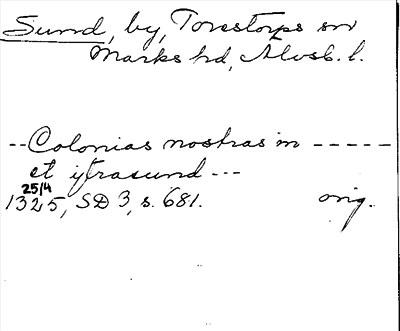 Sund, by, Torestorps sn
Marks hd, Älvsb. l.
-- Colonias nostras in -----
et ytrasund ---
25/4
1325, SD 3, s. 681. orig.